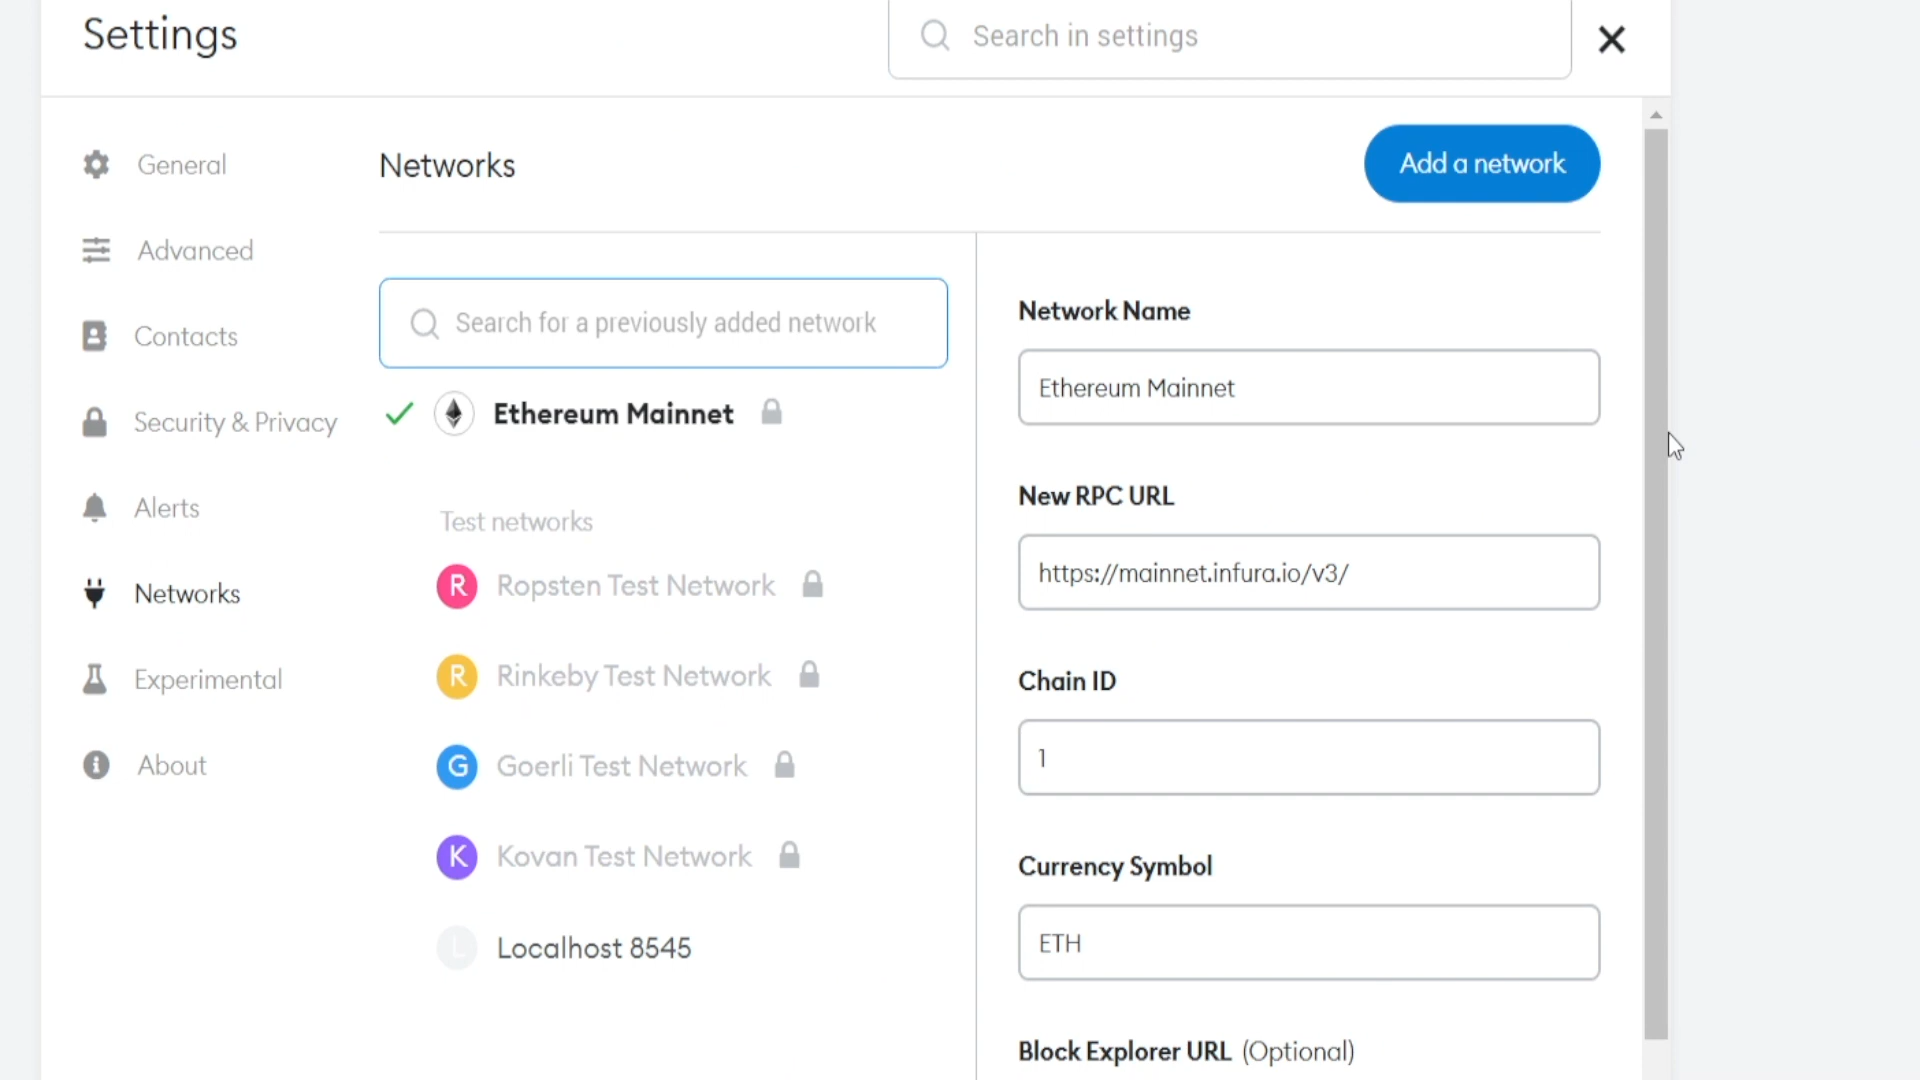 Settings
Search in settings
General
Advanced
Contacts
Security & Privacy
Alerts
Networks
Experimental
About
Networks
Add a network
Search for a previously added network
Ethereum Mainnet
Test networks
R Ropsten Test Network
R Rinkeby Test Network
G Goerli Test Network
K Kovan Test Network
L Localhost 8545
Network Name
Ethereum Mainnet
New RPC URL
https://mainnet.infura.io/v3/
Chain ID
1
Currency Symbol
ETH
Block Explorer URL (Optional)